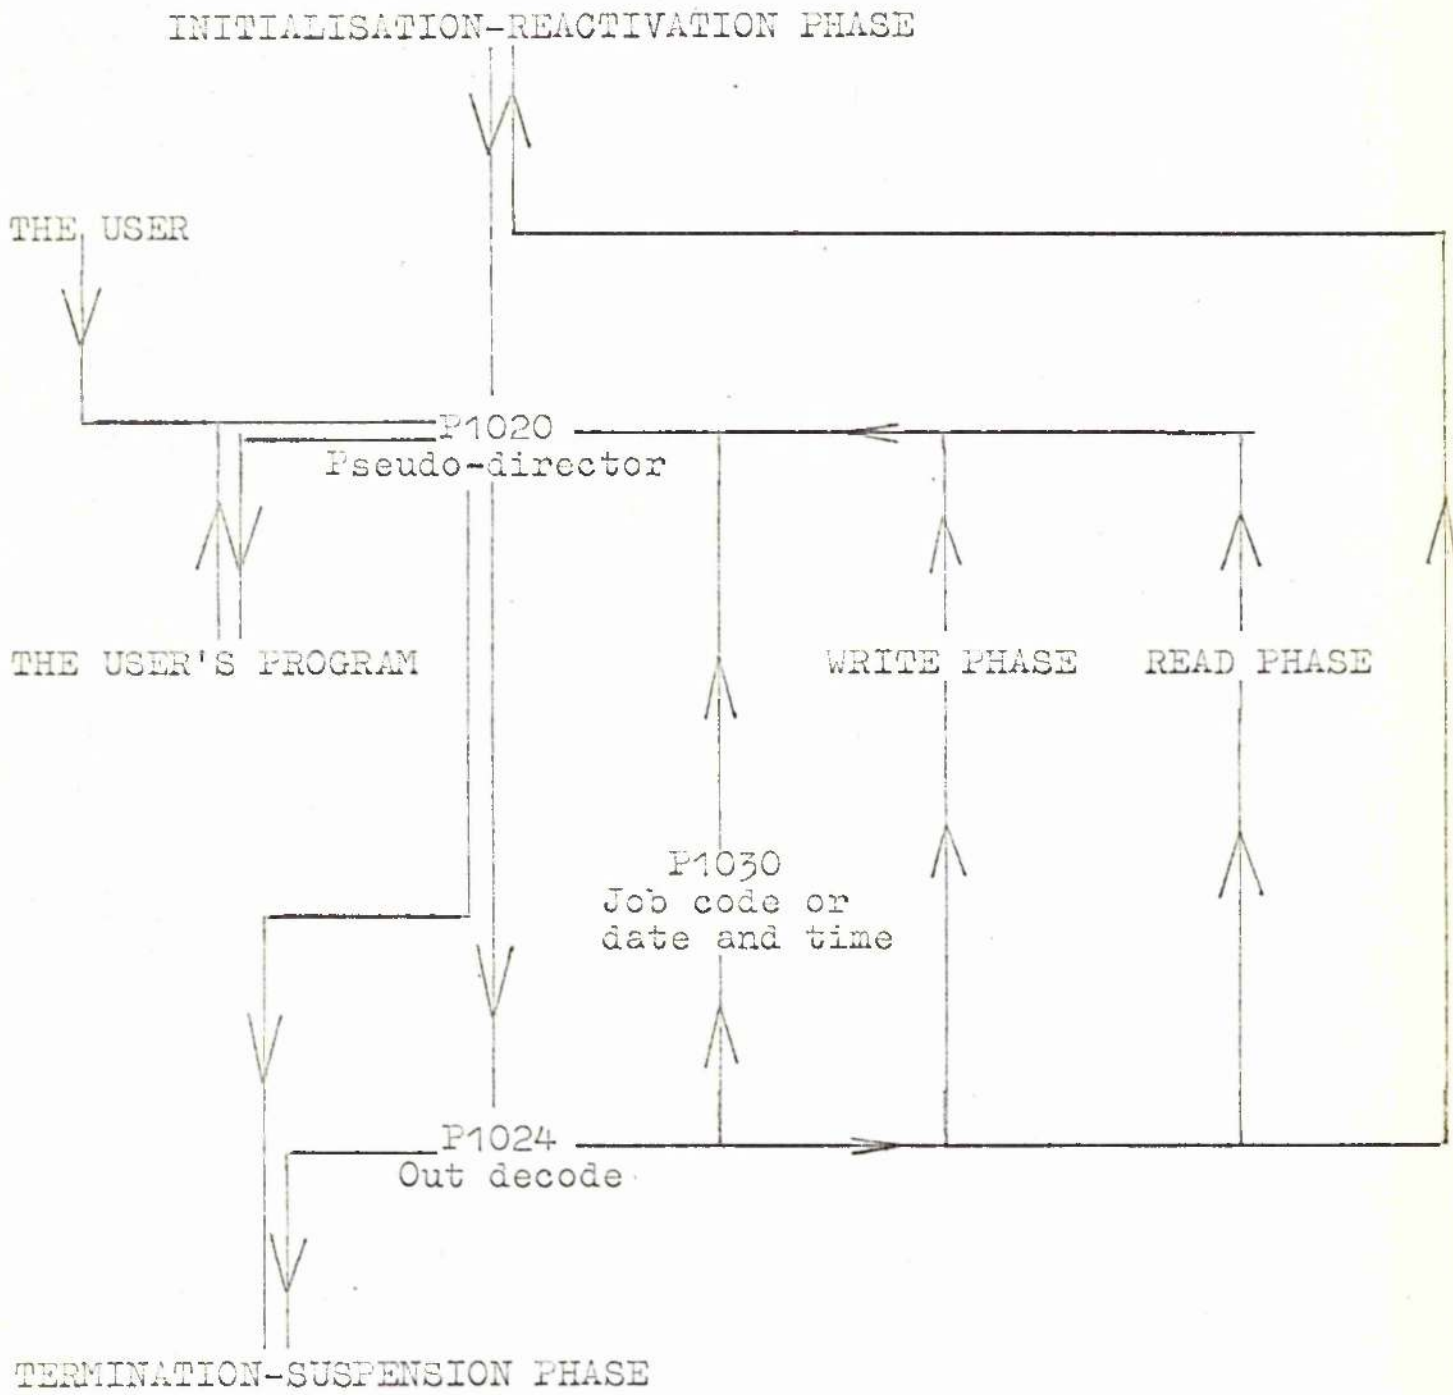 INITIALISATION-REACTIVATION PHASE
THE USER
P1020
Pseudo-director
THE USER'S PROGRAM
WRITE PHASE
READ PHASE
P1030
Job code or
date and time
P1024
Out decode
TERMINATION-SUSPENSION PHASE